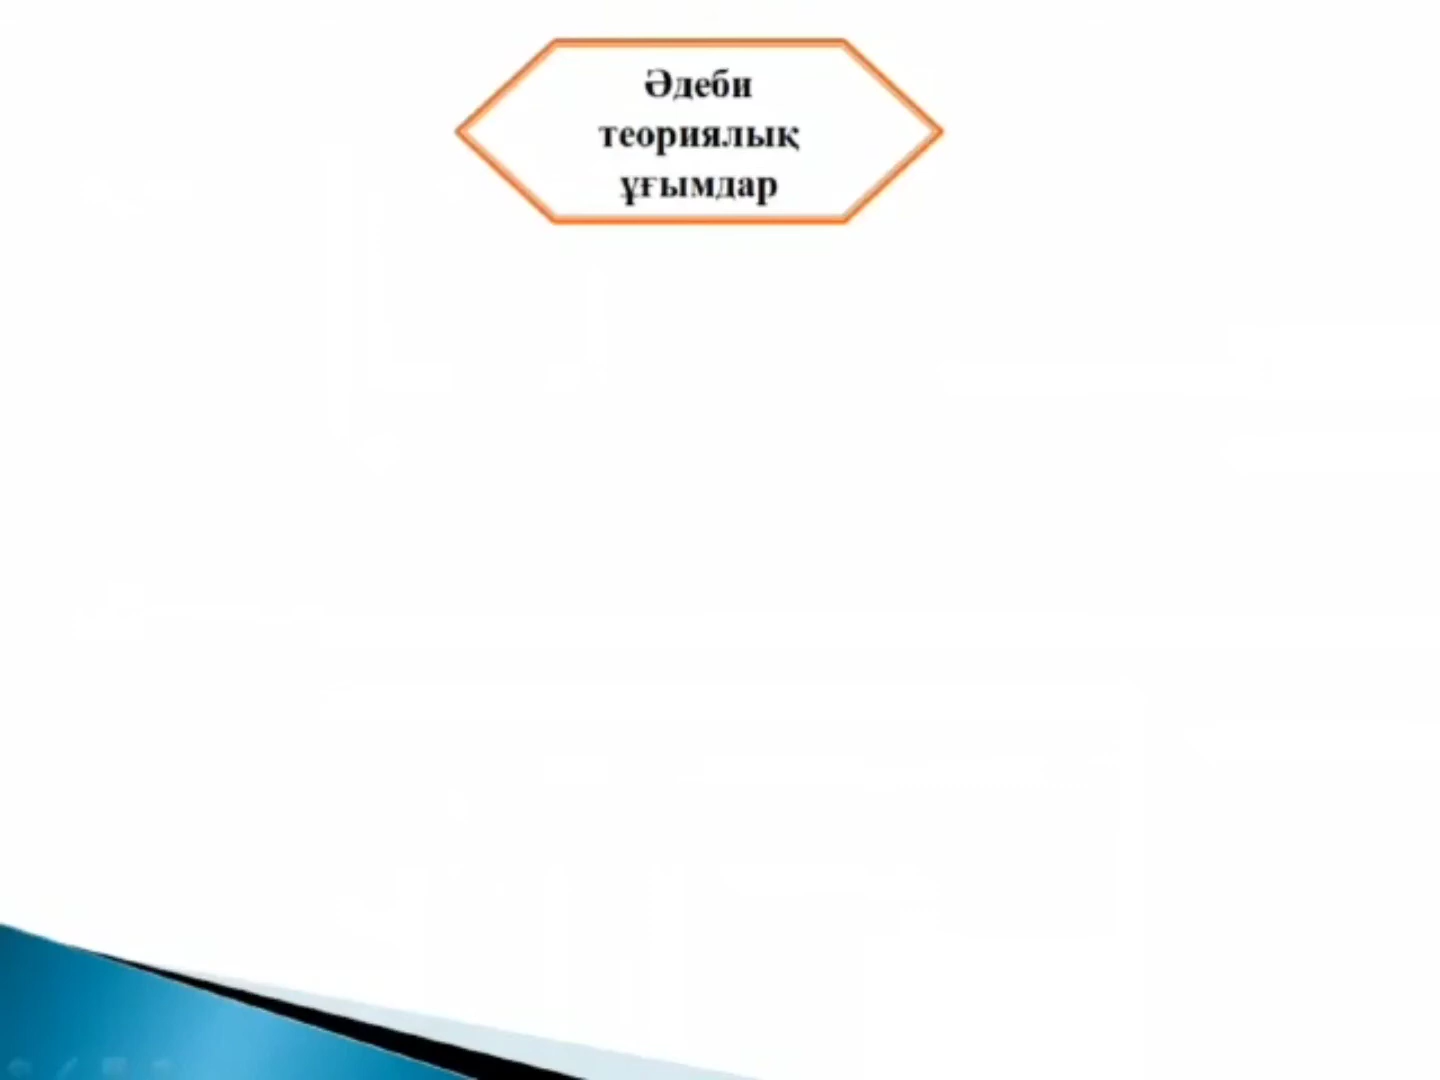 Әдеби
теориялық
ұғымдар